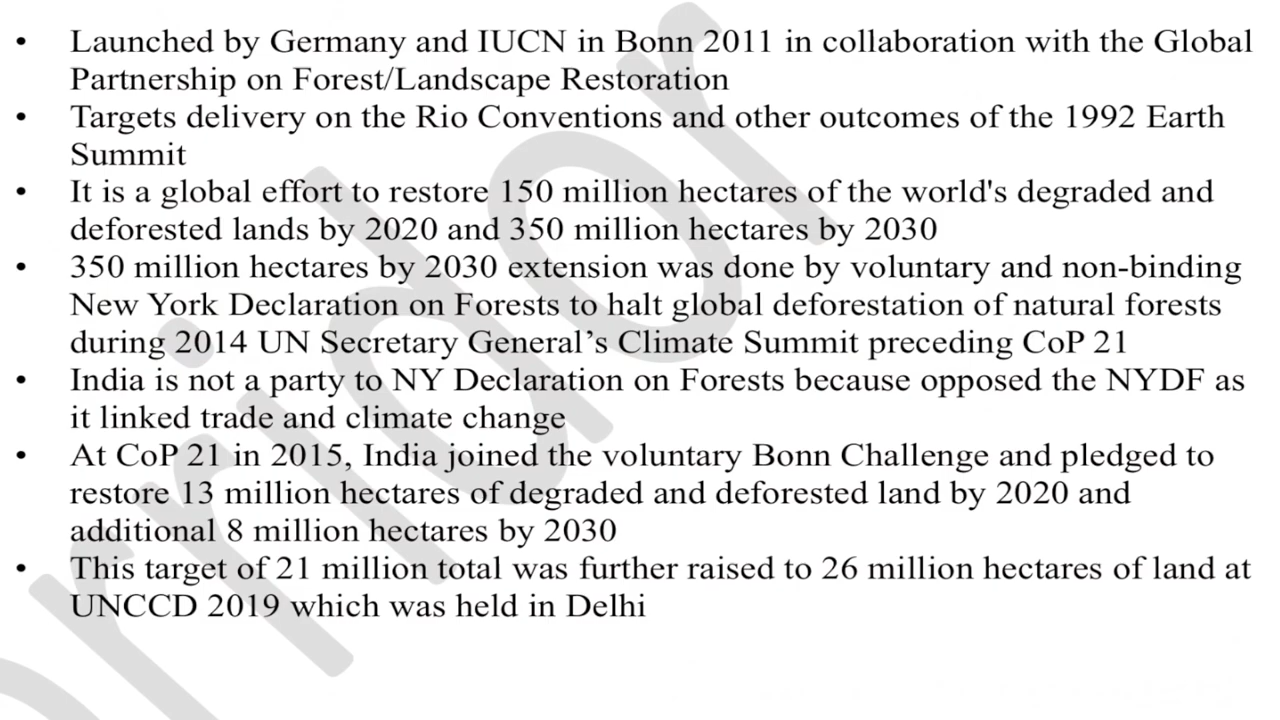 • Launched by Germany and IUCN in Bonn 2011 in collaboration with the Global
Partnership on Forest/Landscape Restoration
• Targets delivery on the Rio Conventions and other outcomes of the 1992 Earth
Summit
• It is a global effort to restore 150 million hectares of the world's degraded and
deforested lands by 2020 and 350 million hectares by 2030
• 350 million hectares by 2030 extension was done by voluntary and non-binding
New York Declaration on Forests to halt global deforestation of natural forests
during 2014 UN Secretary General’s Climate Summit preceding CoP 21
• India is not a party to NY Declaration on Forests because opposed the NYDF as
it linked trade and climate change
• At CoP 21 in 2015, India joined the voluntary Bonn Challenge and pledged to
restore 13 million hectares of degraded and deforested land by 2020 and
additional 8 million hectares by 2030
• This target of 21 million total was further raised to 26 million hectares of land at
UNCCD 2019 which was held in Delhi